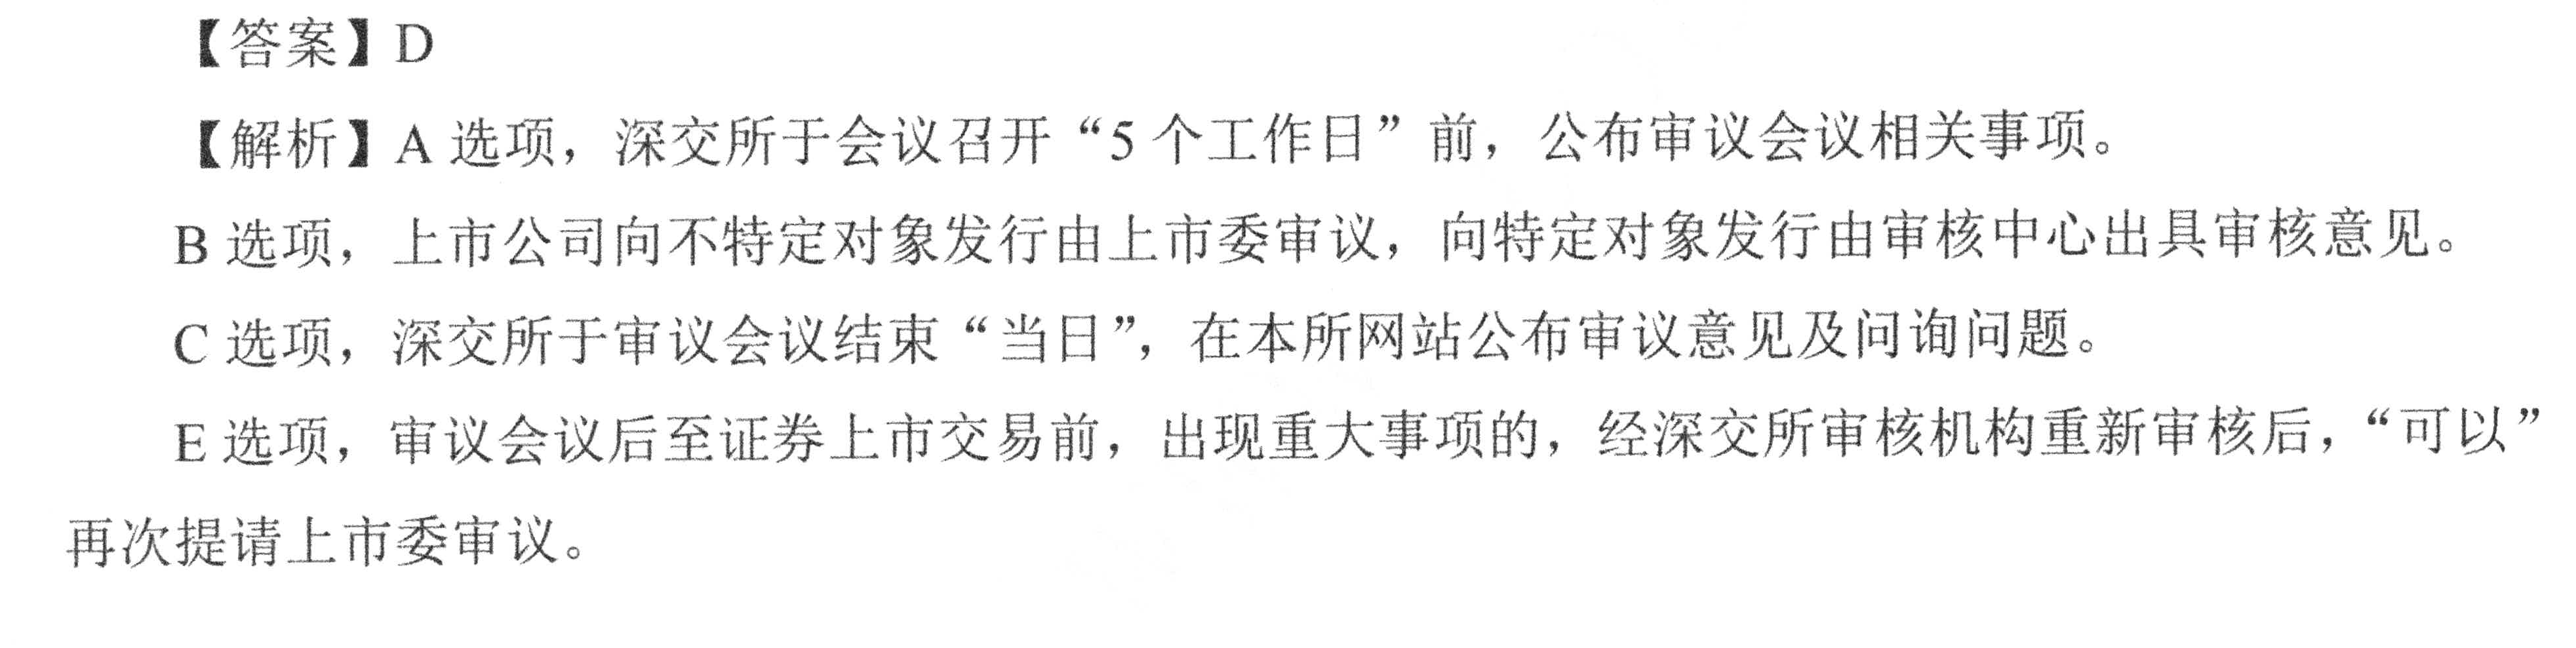 【答案】D
【解析】A 选项，深交所于会议召开“5 个工作日”前，公布审议会议相关事项。
B 选项，上市公司向不特定对象发行由上市委审议，向特定对象发行由审核中心出具审核意见。
C 选项，深交所于审议会议结束“当日”，在本所网站公布审议意见及问询问题。
E 选项，审议会议后至证券上市交易前，出现重大事项的，经深交所审核机构重新审核后，“可以”
再次提请上市委审议。